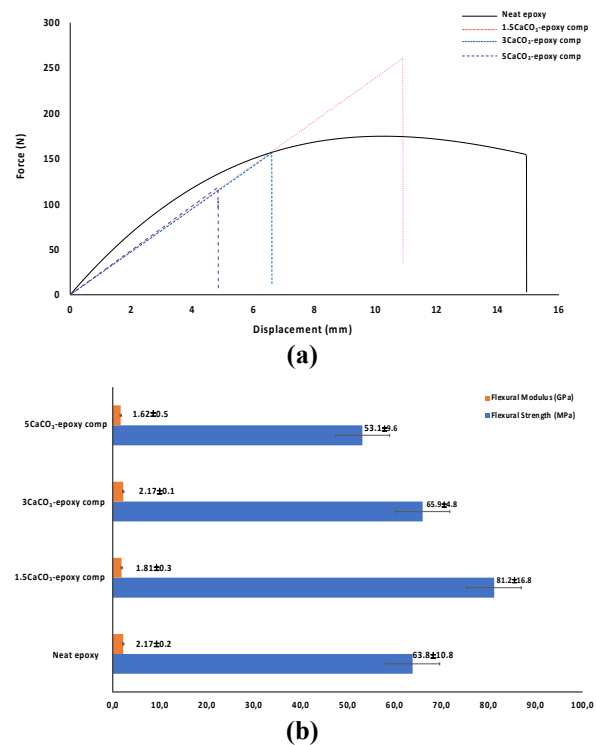 Neat epoxy
1.5CaCO₃-epoxy comp
3CaCO₃-epoxy comp
5CaCO₃-epoxy comp
300
250
200
150
100
50
0
Force (N)
0 2 4 6 8 10 12 14 16
Displacement (mm)
(a)
Flexural Modulus (GPa)
Flexural Strength (MPa)
5CaCO₃-epoxy comp
1.62±0.5
53.1±9.6
3CaCO₃-epoxy comp
2.17±0.1
65.9±4.8
1.5CaCO₃-epoxy comp
1.81±0.3
81.2±16.8
Neat epoxy
2.17±0.2
63.8±10.8
0,0 10,0 20,0 30,0 40,0 50,0 60,0 70,0 80,0 90,0 100,0
(b)